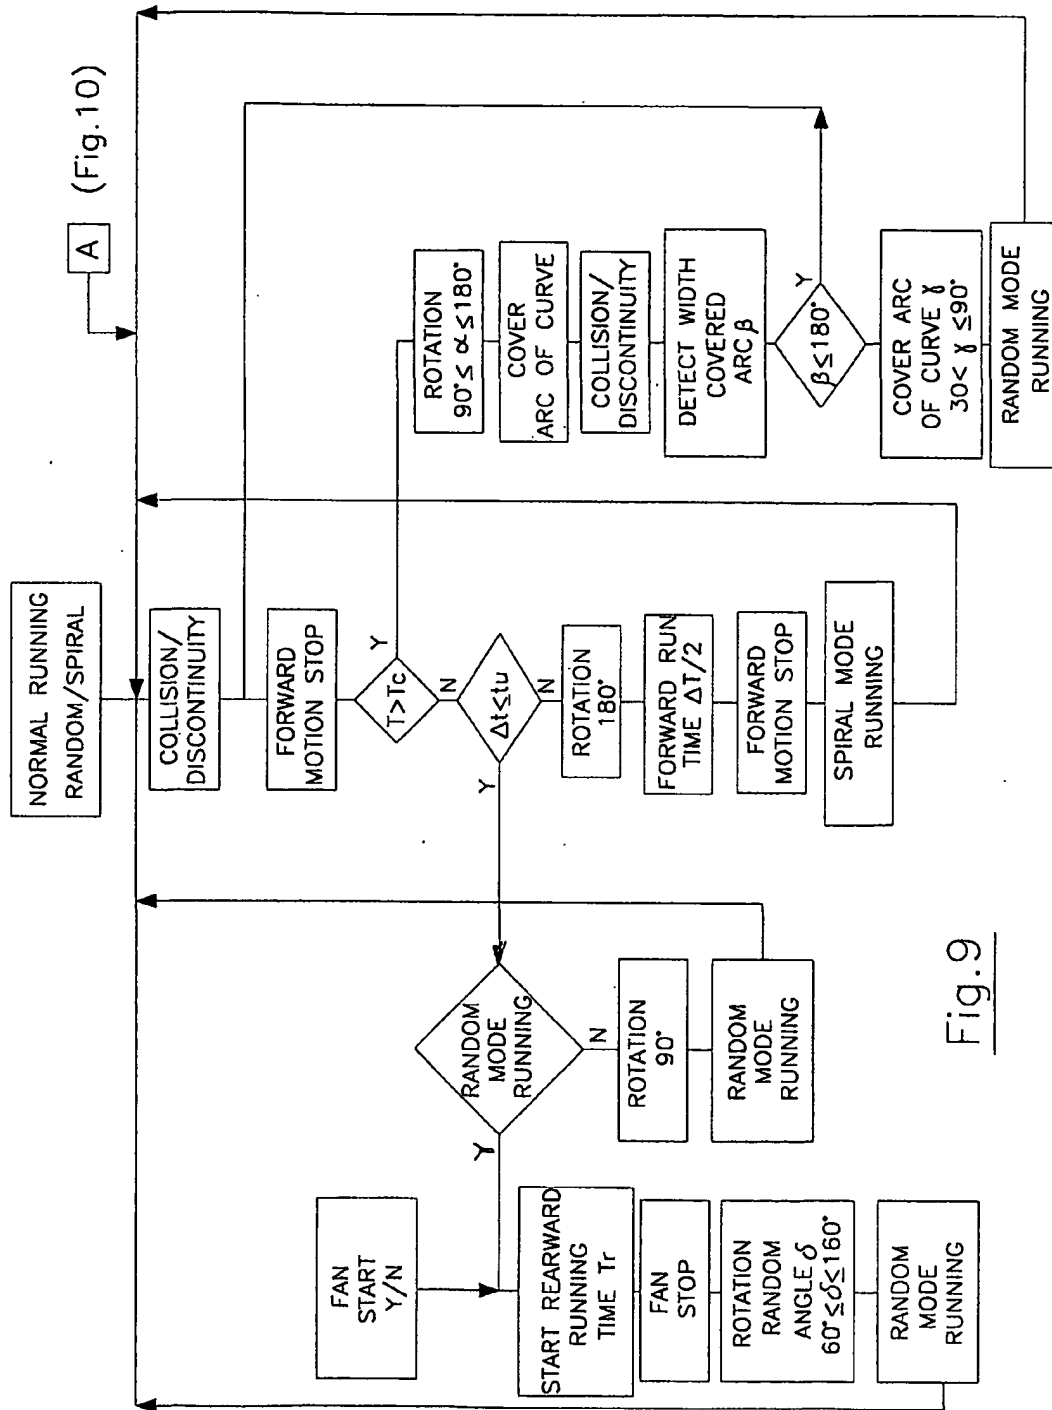 NORMAL RUNNING
RANDOM/SPIRAL
A
(Fig.10)
COLLISION/
DISCONTINUITY
FORWARD
MOTION STOP
T>Tc
Y
N
Δt≤tu
Y
N
ROTATION
180°
FORWARD RUN
TIME ΔT/2
FORWARD
MOTION STOP
SPIRAL MODE
RUNNING
ROTATION
90°≤ α ≤180°
COVER
ARC OF CURVE
COLLISION/
DISCONTINUITY
DETECT WIDTH
COVERED
ARC β
β≤180°
Y
COVER ARC
OF CURVE ɣ
30< ɣ ≤90°
RANDOM MODE
RUNNING
RANDOM
MODE
RUNNING
Y
N
ROTATION
90°
RANDOM
MODE
RUNNING
FAN
START
Y/N
START REARWARD
RUNNING
TIME Tr
FAN
STOP
ROTATION
RANDOM
ANGLE δ
60°≤δ≤160°
RANDOM
MODE
RUNNING
Fig.9